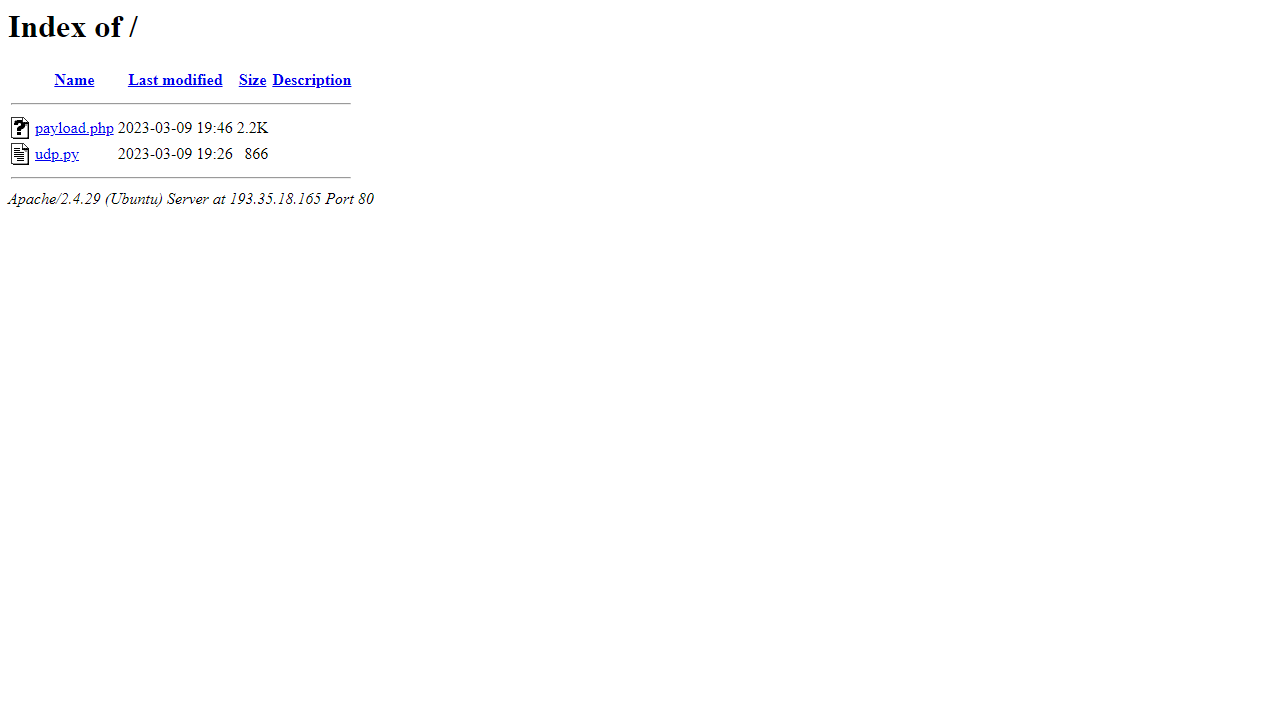 Index of /
Name Last modified Size Description
payload.php 2023-03-09 19:46 2.2K
udp.py 2023-03-09 19:26 866
Apache/2.4.29 (Ubuntu) Server at 193.35.18.165 Port 80